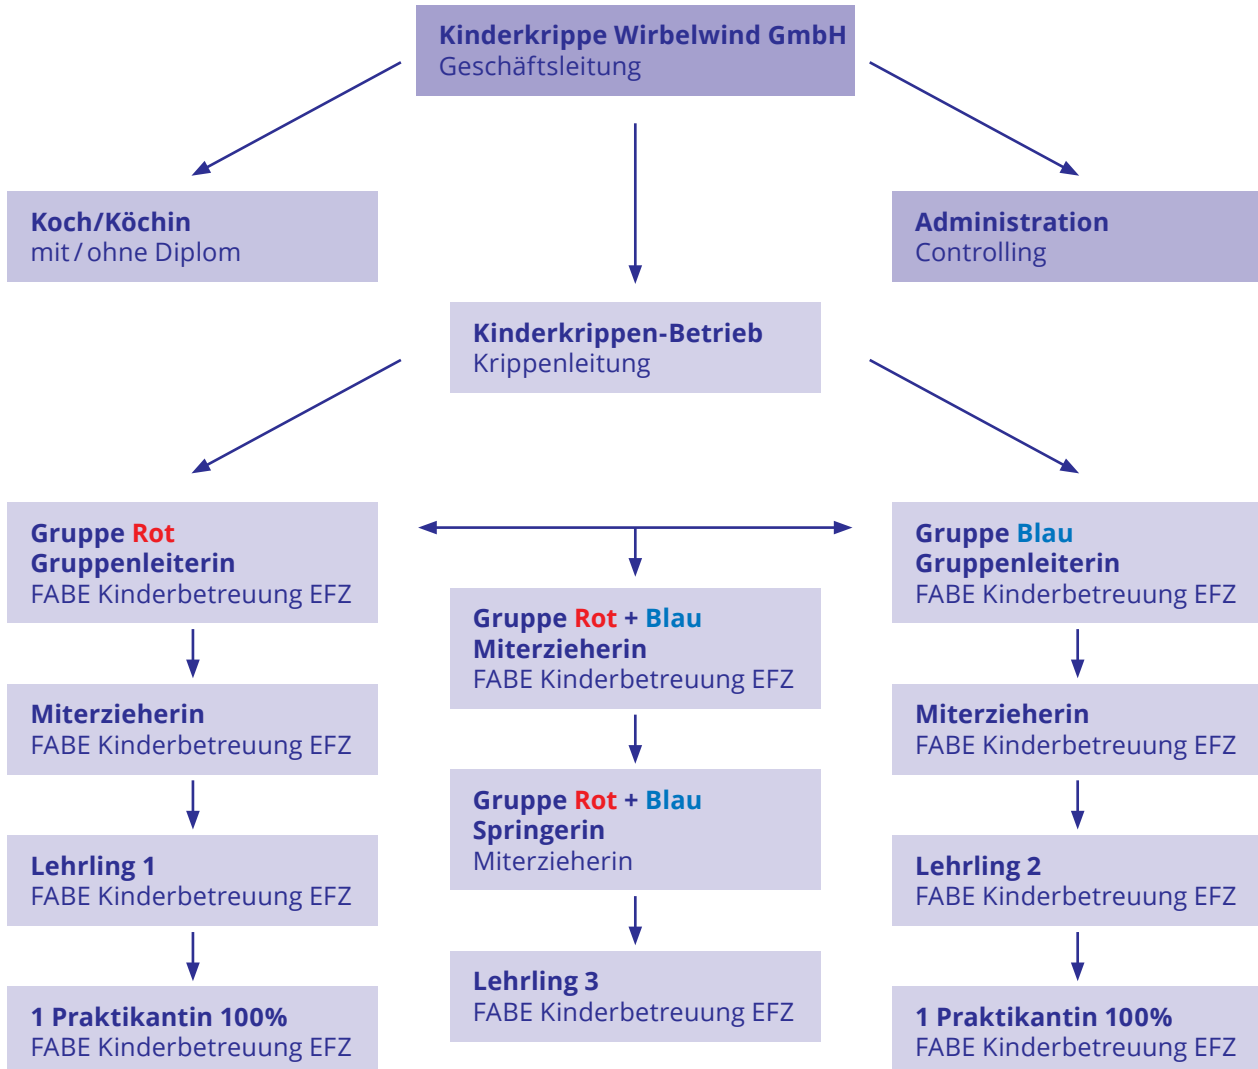 Kinderkrippe Wirbelwind GmbH
Geschäftsleitung
Koch/Köchin
mit/ohne Diplom
Administration
Controlling
Kinderkrippen-Betrieb
Krippenleitung
Gruppe Rot
Gruppenleiterin
FABE Kinderbetreuung EFZ
Gruppe Blau
Gruppenleiterin
FABE Kinderbetreuung EFZ
Gruppe Rot + Blau
Miterzieherin
FABE Kinderbetreuung EFZ
Miterzieherin
FABE Kinderbetreuung EFZ
Miterzieherin
FABE Kinderbetreuung EFZ
Gruppe Rot + Blau
Springerin
Miterzieherin
Lehrling 1
FABE Kinderbetreuung EFZ
Lehrling 2
FABE Kinderbetreuung EFZ
Lehrling 3
FABE Kinderbetreuung EFZ
1 Praktikantin 100%
FABE Kinderbetreuung EFZ
1 Praktikantin 100%
FABE Kinderbetreuung EFZ